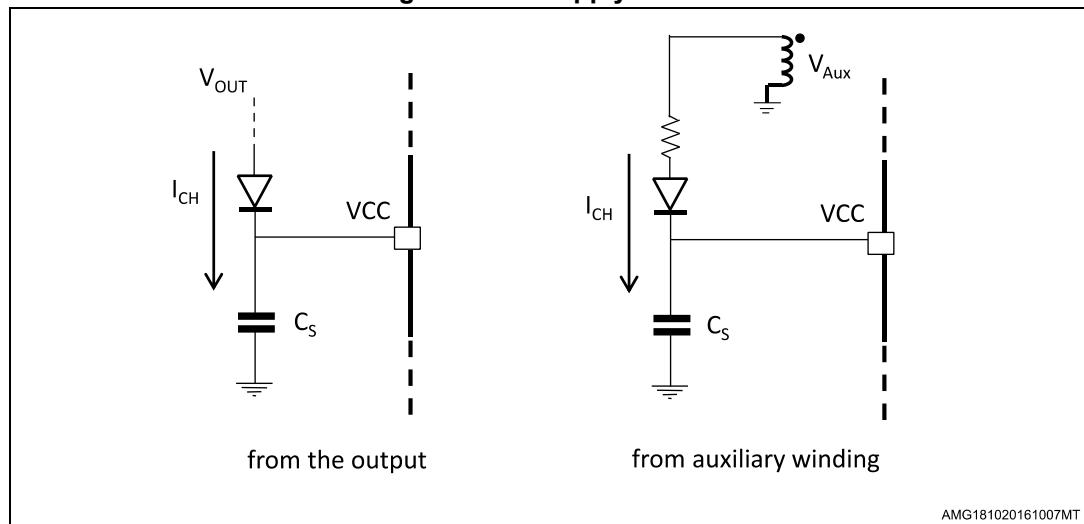 V_OUT
I_CH
VCC
C_S
from the output
V_Aux
I_CH
VCC
C_S
from auxiliary winding
AMG181020161007MT